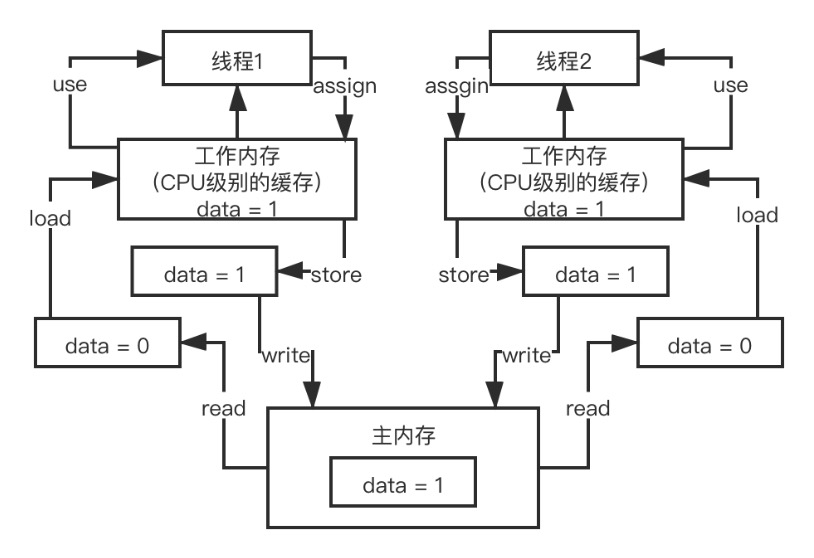 线程1
线程2
use
assign
assgin
use
工作内存
（CPU级别的缓存）
data = 1
工作内存
（CPU级别的缓存）
data = 1
load
load
data = 1
store
store
data = 1
data = 0
write
write
data = 0
read
read
主内存
data = 1